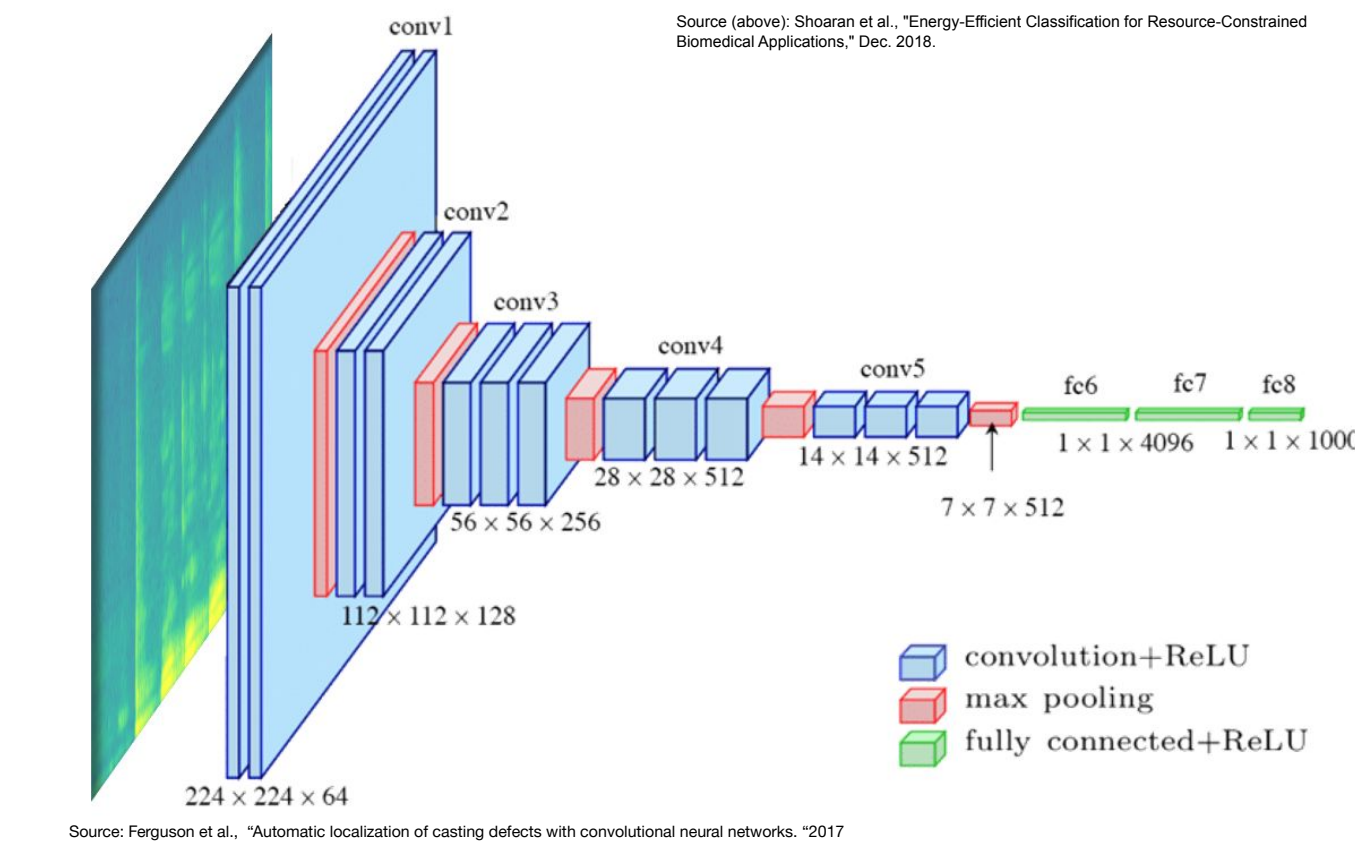 Source (above): Shoaran et al., "Energy-Efficient Classification for Resource-Constrained
Biomedical Applications," Dec. 2018.
conv1
conv2
conv3
conv4
conv5
fc6
fc7
fc8
1 × 1 × 4096
1 × 1 × 1000
14 × 14 × 512
28 × 28 × 512
7 × 7 × 512
56 × 56 × 256
112 × 112 × 128
convolution+ReLU
max pooling
fully connected+ReLU
224 × 224 × 64
Source: Ferguson et al., “Automatic localization of casting defects with convolutional neural networks. “2017